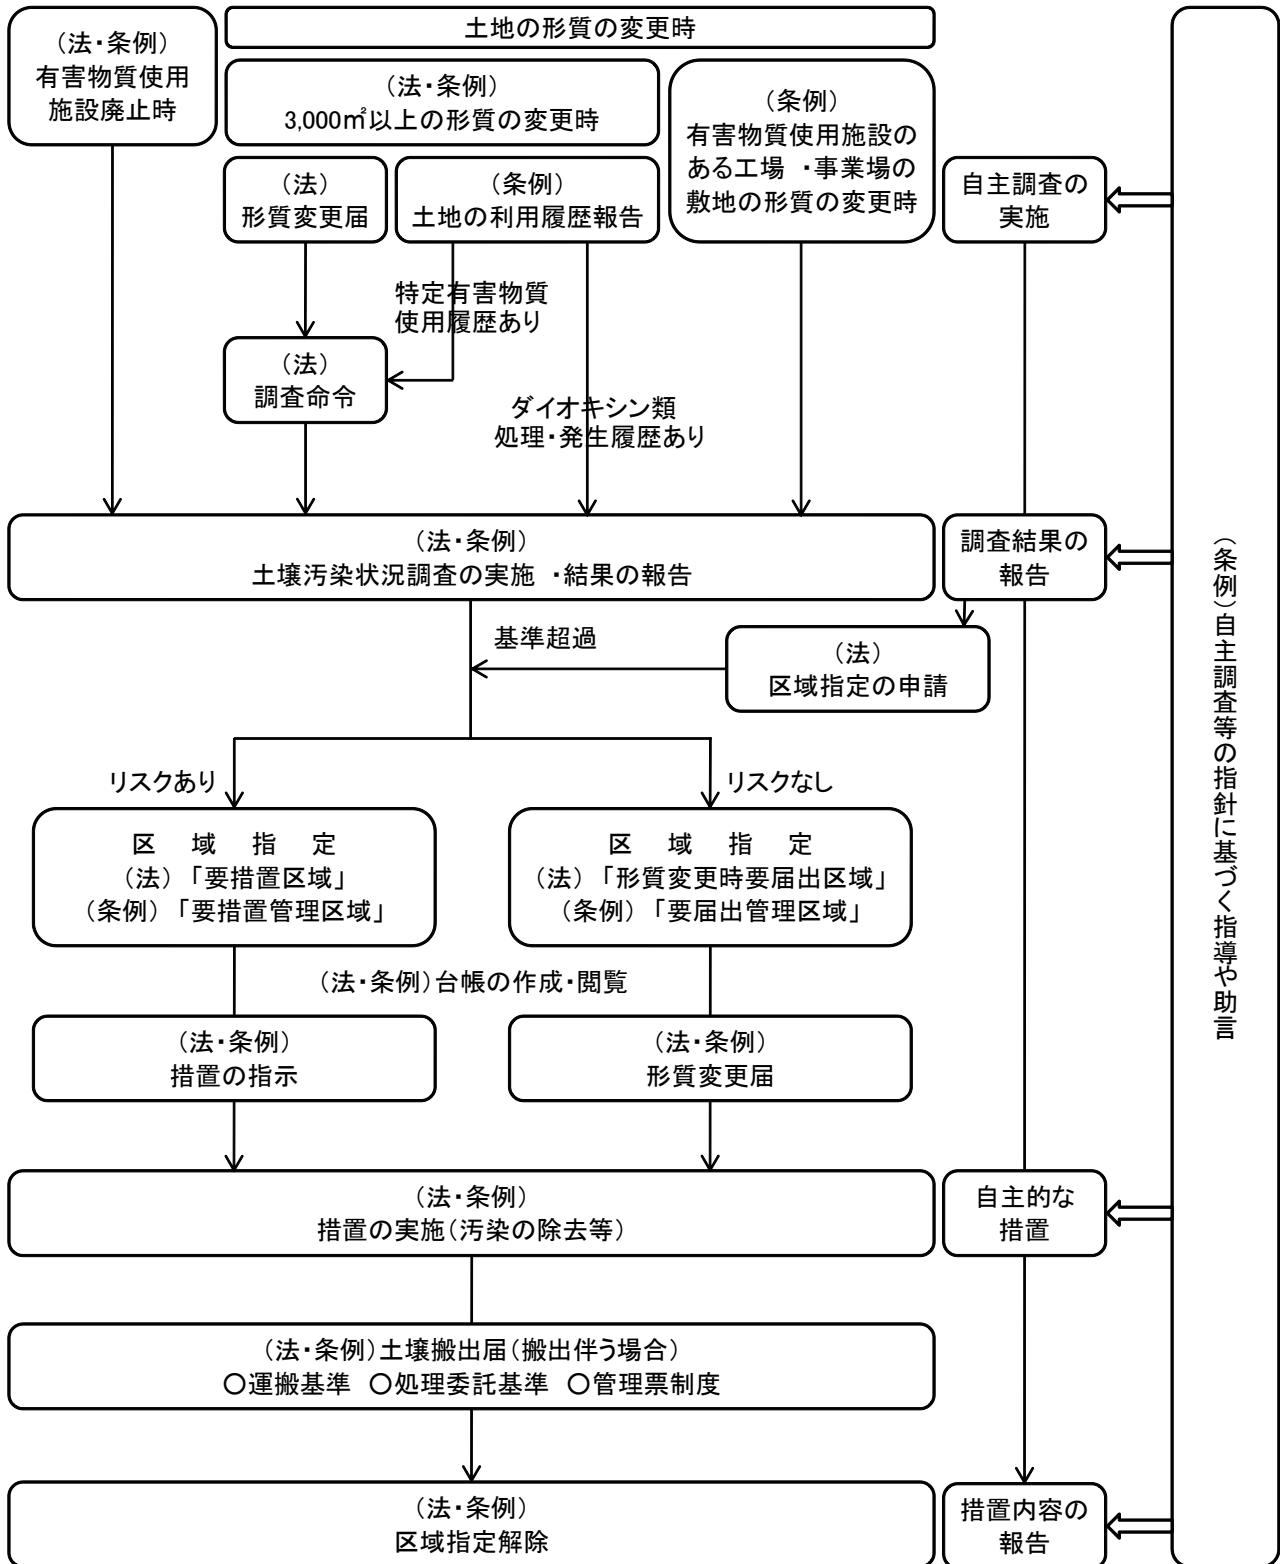 （法・条例）
有害物質使用
施設廃止時
土地の形質の変更時
（法・条例）
3,000㎡以上の形質の変更時
（条例）
有害物質使用施設の
ある工場 ・事業場の
敷地の形質の変更時
（法）
形質変更届
（条例）
土地の利用履歴報告
自主調査の
実施
特定有害物質
使用履歴あり
（法）
調査命令
ダイオキシン類
処理・発生履歴あり
（法・条例）
土壌汚染状況調査の実施 ・結果の報告
調査結果の
報告
基準超過
（法）
区域指定の申請
リスクあり
リスクなし
区 域 指 定
（法）「要措置区域」
（条例）「要措置管理区域」
区 域 指 定
（法）「形質変更時要届出区域」
（条例）「要届出管理区域」
（法・条例）台帳の作成・閲覧
（法・条例）
措置の指示
（法・条例）
形質変更届
（法・条例）
措置の実施（汚染の除去等）
自主的な
措置
（法・条例）土壌搬出届（搬出伴う場合）
○運搬基準 ○処理委託基準 ○管理票制度
（法・条例）
区域指定解除
措置内容の
報告
（条例）自主調査等の指針に基づく指導や助言